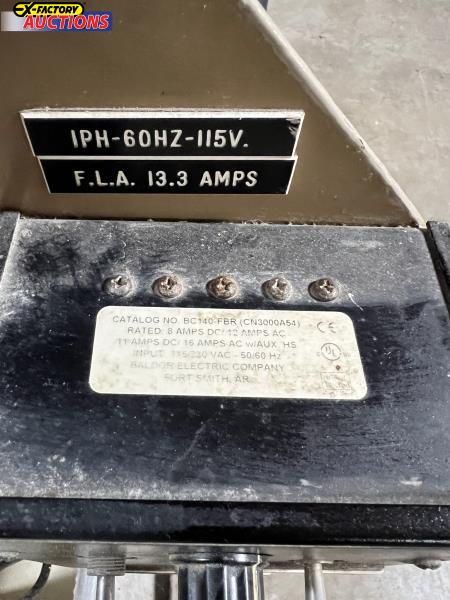 EX-FACTORY
AUCTIONS
1PH-60HZ-115V.
F.L.A. 13.3 AMPS
CATALOG NO. BC140-FBR (CN3000A54)
RATED: 8 AMPS DC/ 12 AMPS AC
11 AMPS DC/ 16 AMPS AC w/AUX. HS
INPUT: 115/230 VAC - 50/60 Hz
BALDOR ELECTRIC COMPANY
FORT SMITH, AR.
CE
UL